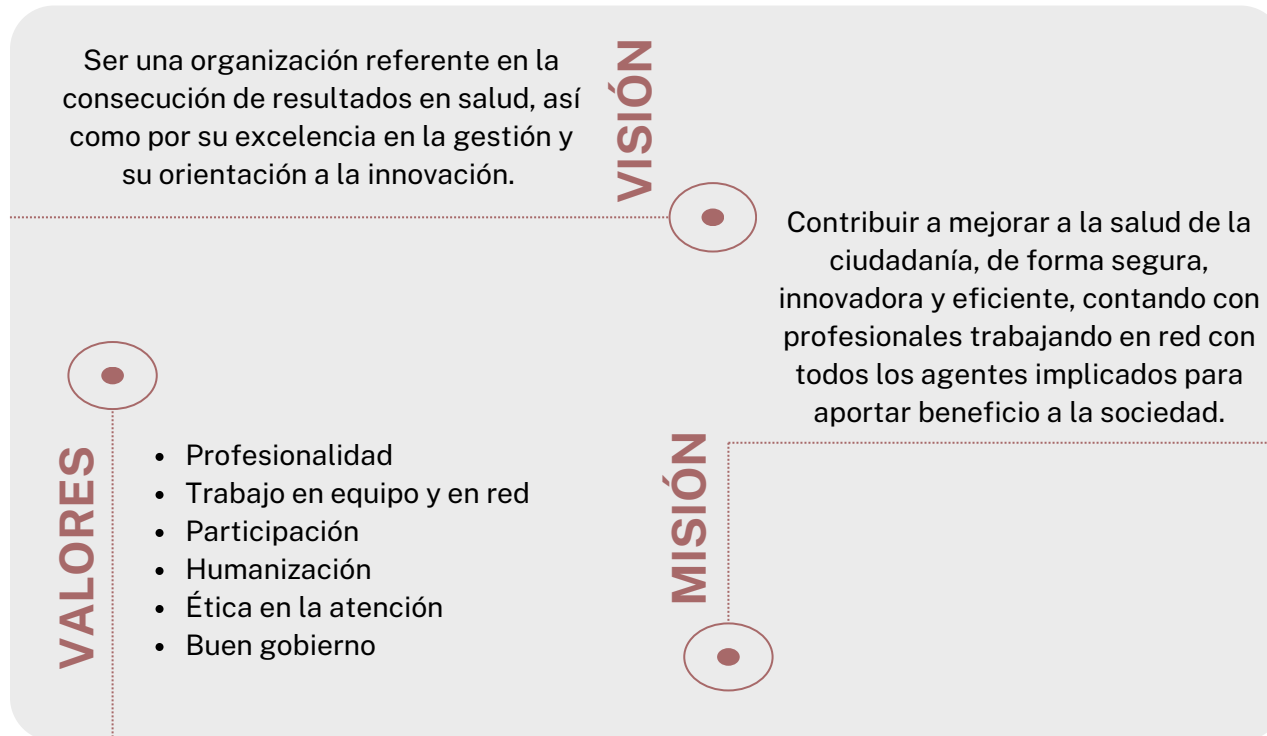 VISIÓN
Ser una organización referente en la
consecución de resultados en salud, así
como por su excelencia en la gestión y
su orientación a la innovación.
MISIÓN
Contribuir a mejorar a la salud de la
ciudadanía, de forma segura,
innovadora y eficiente, contando con
profesionales trabajando en red con
todos los agentes implicados para
aportar beneficio a la sociedad.
VALORES
• Profesionalidad
• Trabajo en equipo y en red
• Participación
• Humanización
• Ética en la atención
• Buen gobierno